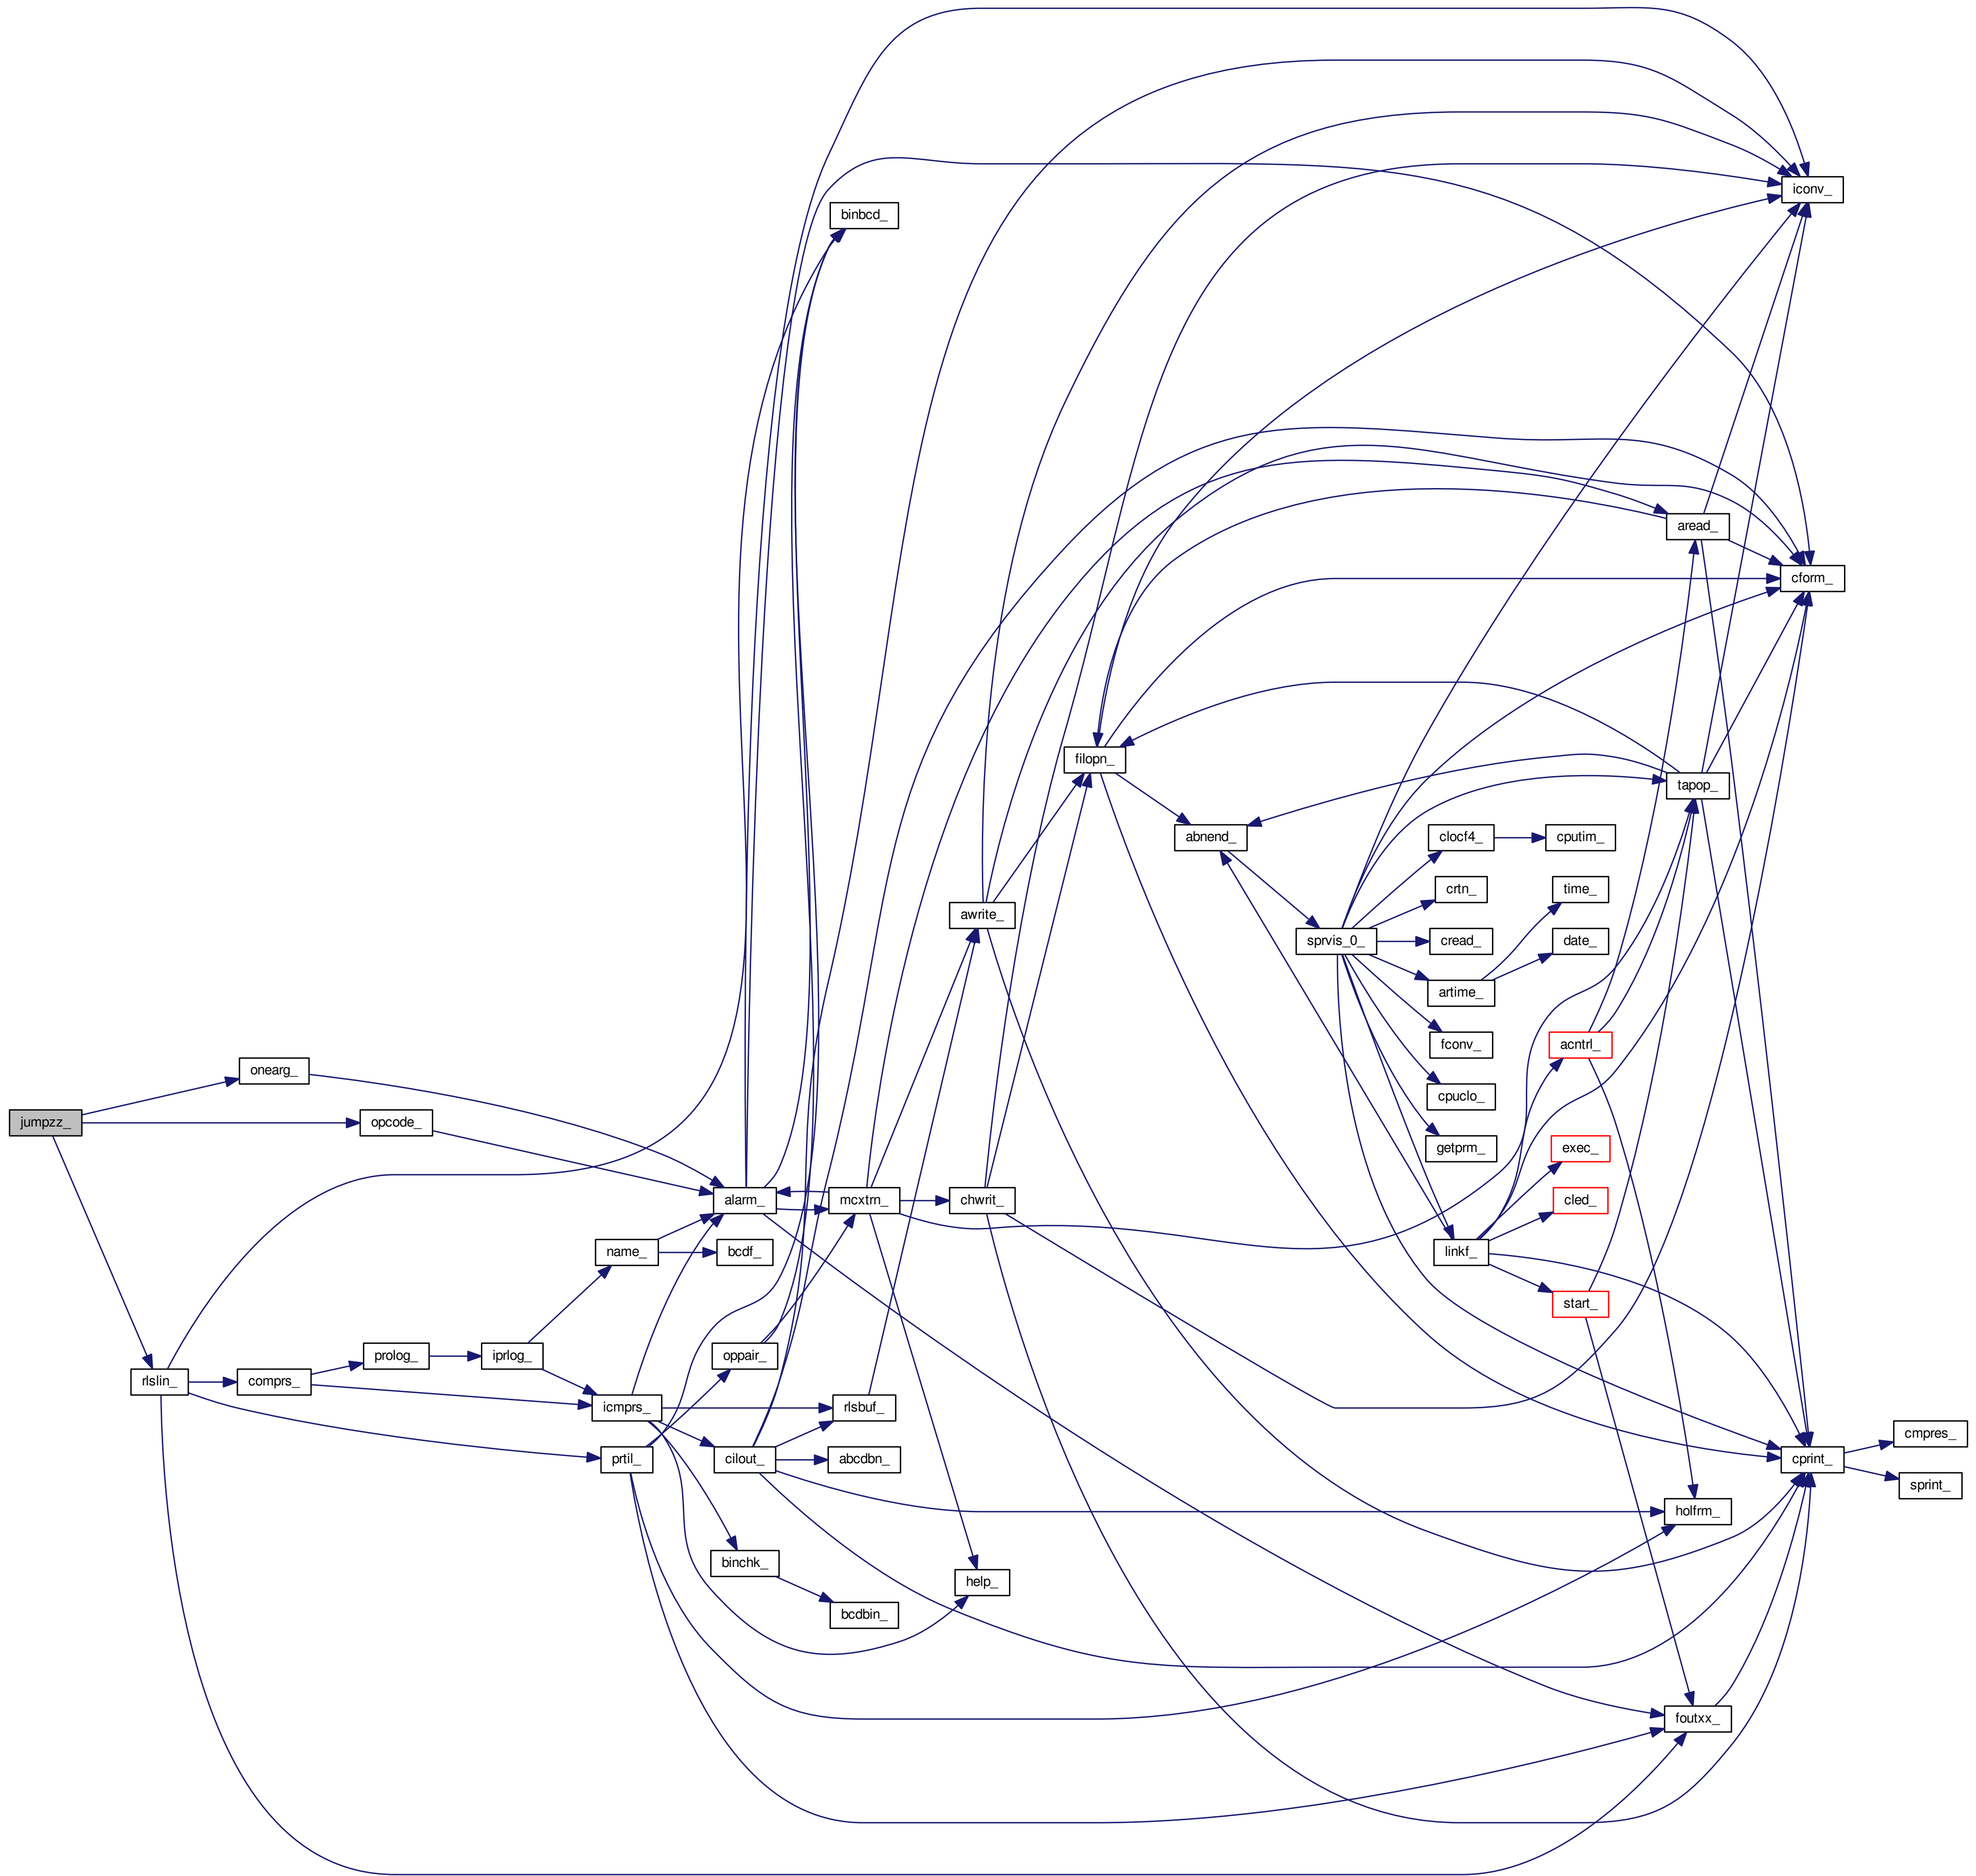 iconv_
binbcd_
aread_
cform_
filopn_
tapop_
abnend_
clocf4_
cputim_
crtn_
time_
awrite_
sprvis_0_
cread_
date_
artime_
fconv_
acntrl_
onearg_
cpuclo_
jumpzz_
opcode_
getprm_
exec_
alarm_
mcxtrn_
chwrit_
cled_
name_
bcdf_
linkf_
start_
prolog_
iprlog_
oppair_
rlslin_
comprs_
icmprs_
rlsbuf_
cmpres_
prtil_
cilout_
abcdbn_
cprint_
sprint_
holfrm_
binchk_
help_
bcdbin_
foutxx_